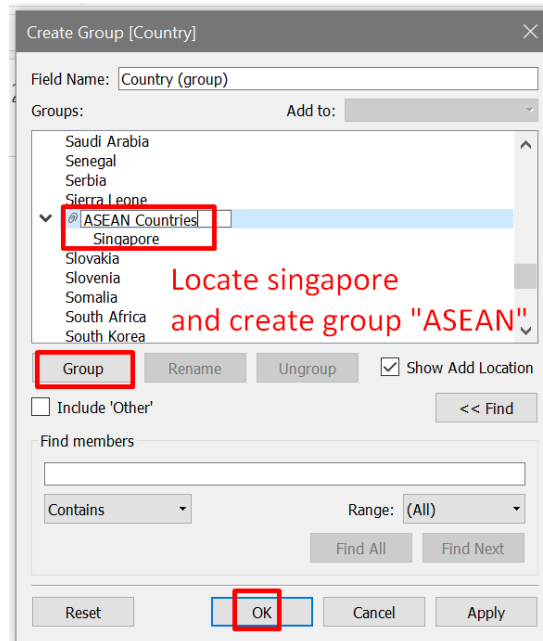 Create Group [Country]
Field Name: Country (group)
Groups: Add to:
Saudi Arabia
Senegal
Serbia
Sierra Leone
ASEAN Countries
Singapore
Slovakia
Slovenia
Somalia
South Africa
South Korea
Locate singapore
and create group "ASEAN"
Group Rename Ungroup Show Add Location
Include 'Other' << Find
Find members
Contains Range: (All)
Find All Find Next
Reset OK Cancel Apply